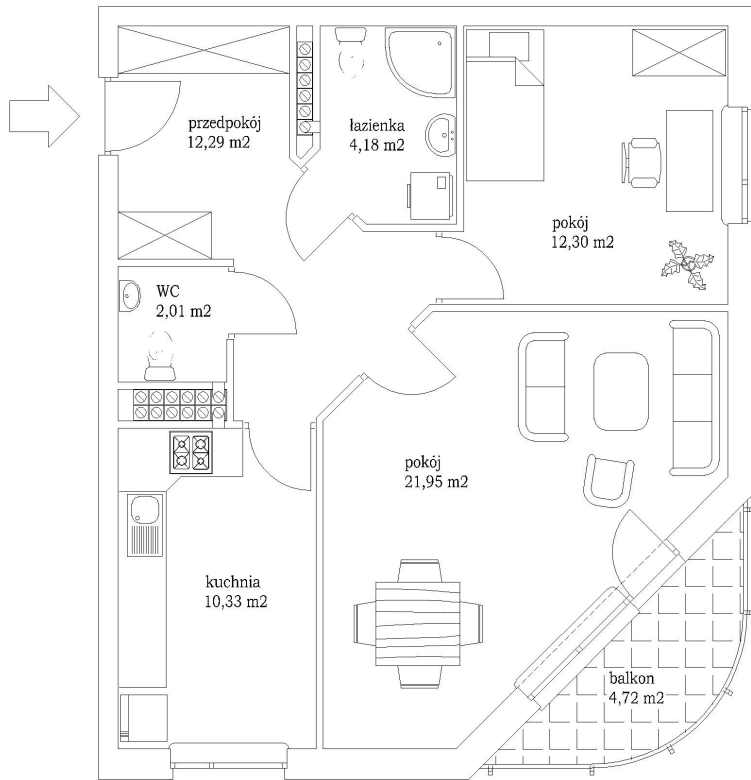 przedpokój
12,29 m2
łazienka
4,18 m2
pokój
12,30 m2
WC
2,01 m2
pokój
21,95 m2
kuchnia
10,33 m2
balkon
4,72 m2